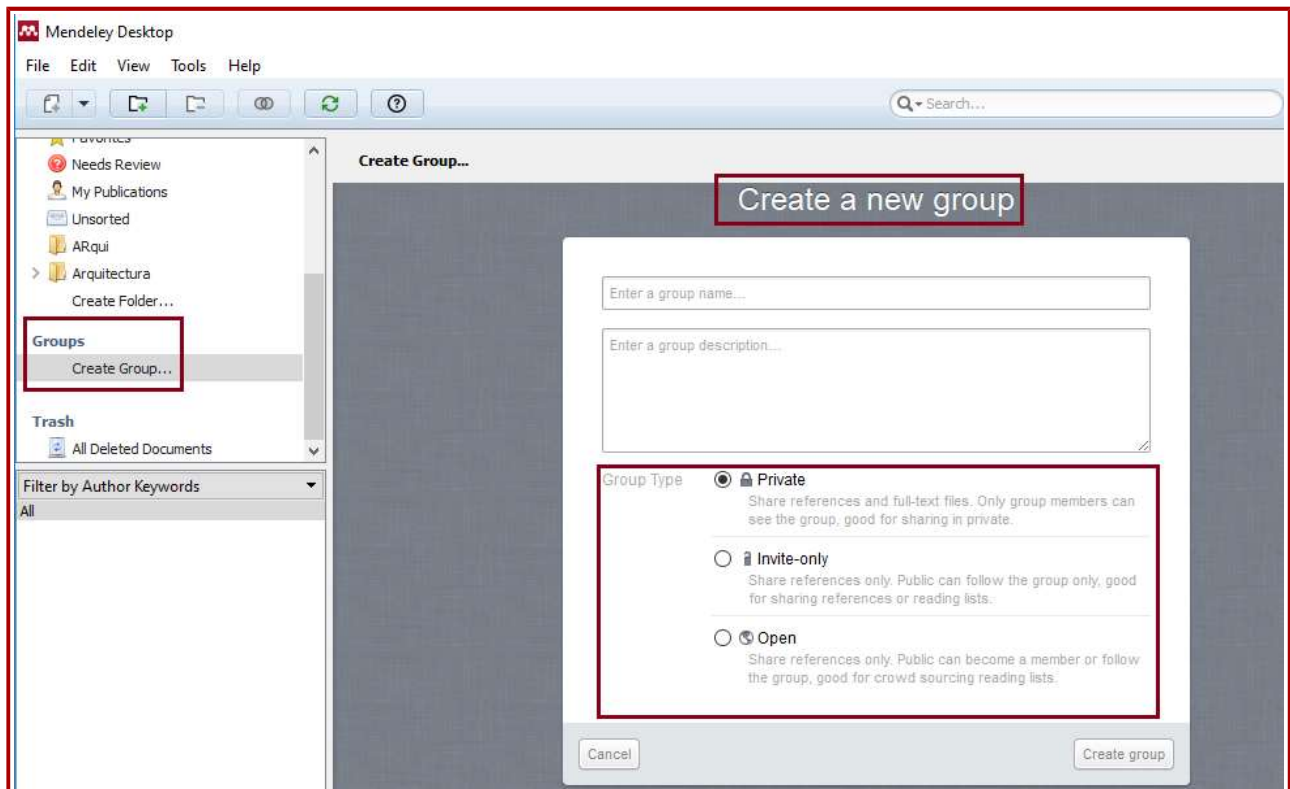 Mendeley Desktop
File Edit View Tools Help
Search...
Favorites
Needs Review
My Publications
Unsorted
ARqui
Arquitectura
Create Folder...
Groups
Create Group...
Trash
All Deleted Documents
Filter by Author Keywords
All
Create Group...
Create a new group
Enter a group name...
Enter a group description....
Group Type
Private
Share references and full-text files. Only group members can
see the group, good for sharing in private.
Invite-only
Share references only. Public can follow the group only, good
for sharing references or reading lists.
Open
Share references only. Public can become a member or follow
the group, good for crowd sourcing reading lists.
Cancel
Create group